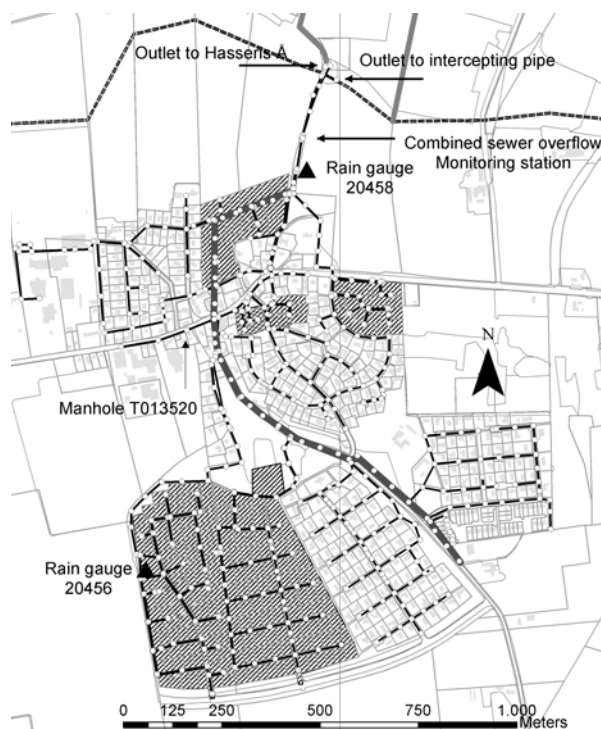 Outlet to Hasseris Å
Outlet to intercepting pipe
Combined sewer overflow
Monitoring station
Rain gauge
20458
N
Manhole T013520
Rain gauge
20456
0 125 250 500 750 1.000
Meters